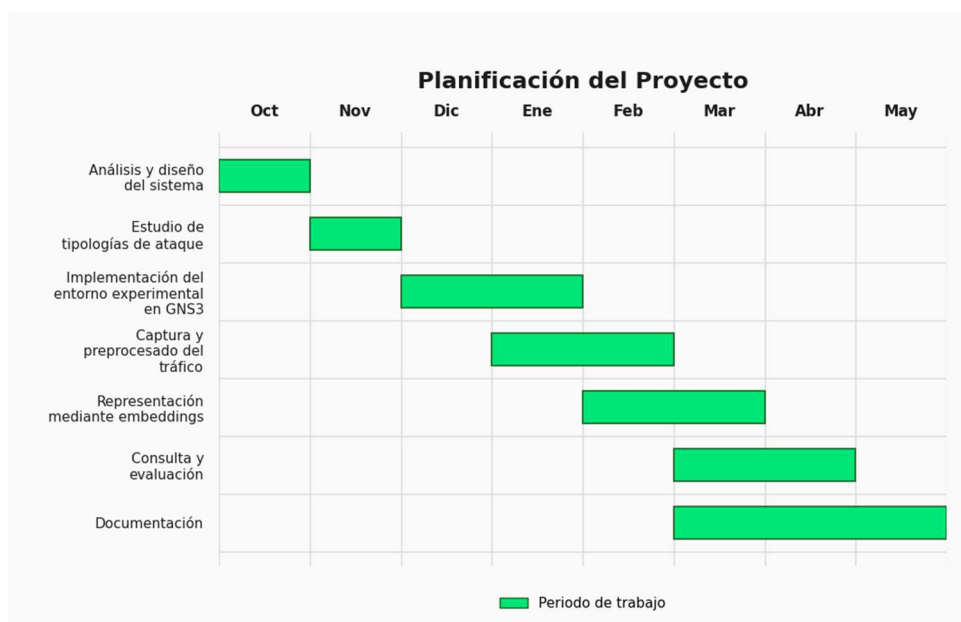 Planificación del Proyecto
Oct Nov Dic Ene Feb Mar Abr May
Análisis y diseño
del sistema
Estudio de
tipologías de ataque
Implementación del
entorno experimental
en GNS3
Captura y
preprocesado del
tráfico
Representación
mediante embeddings
Consulta y
evaluación
Documentación
Periodo de trabajo